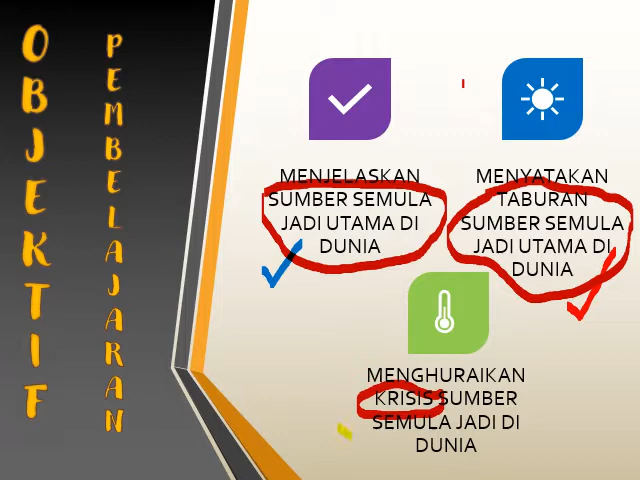 OBJEKTIF
PEMBELAJARAN
MENJELASKAN
SUMBER SEMULA
JADI UTAMA DI
DUNIA
MENYATAKAN
TABURAN
SUMBER SEMULA
JADI UTAMA DI
DUNIA
MENGHURAIKAN
KRISIS SUMBER
SEMULA JADI DI
DUNIA